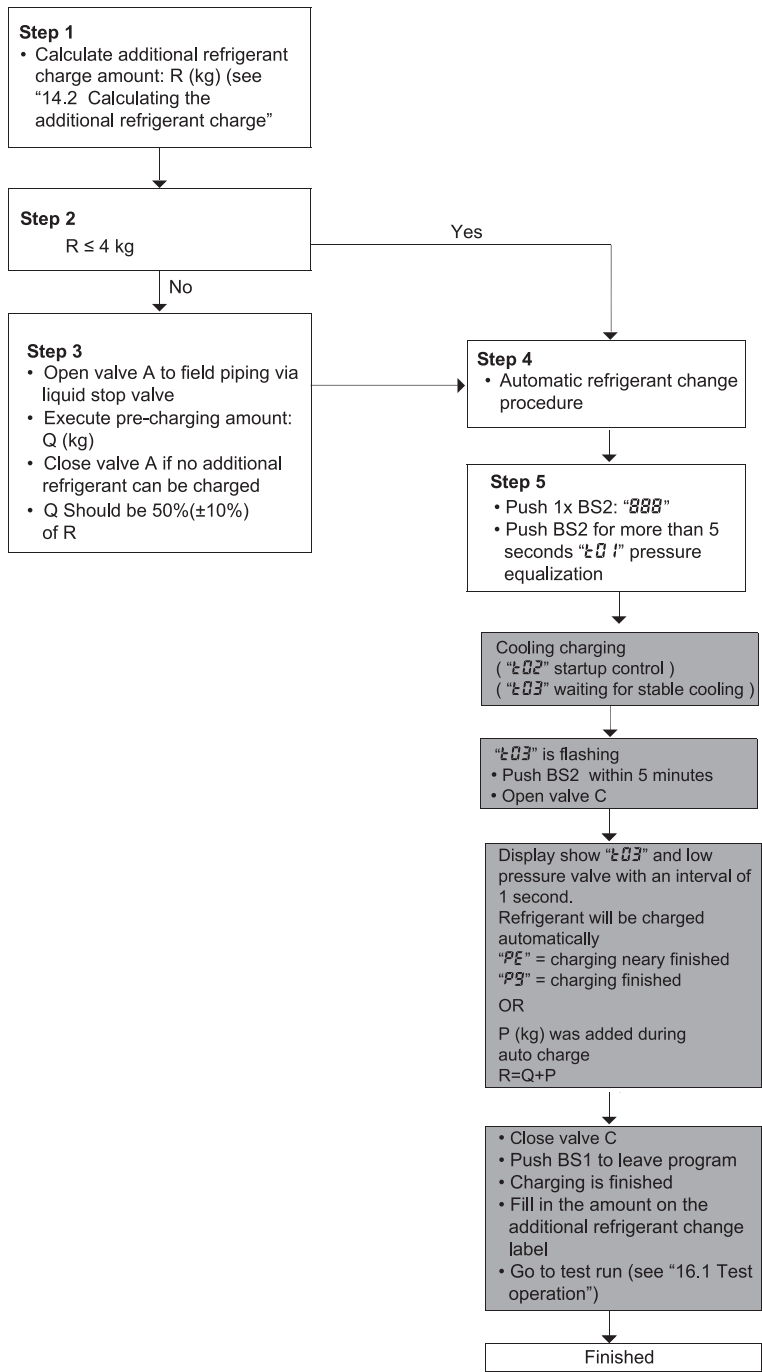 Step 1
• Calculate additional refrigerant
charge amount: R (kg) (see
“14.2 Calculating the
additional refrigerant charge”
Step 2
R ≤ 4 kg
Yes
No
Step 3
• Open valve A to field piping via
liquid stop valve
• Execute pre-charging amount:
Q (kg)
• Close valve A if no additional
refrigerant can be charged
• Q Should be 50%(±10%)
of R
Step 4
• Automatic refrigerant change
procedure
Step 5
• Push 1x BS2: “888”
• Push BS2 for more than 5
seconds “t01” pressure
equalization
Cooling charging
( “t02” startup control )
( “t03” waiting for stable cooling )
“t03” is flashing
• Push BS2 within 5 minutes
• Open valve C
Display show “t03” and low
pressure valve with an interval of
1 second.
Refrigerant will be charged
automatically
“PE” = charging neary finished
“P9” = charging finished
OR
P (kg) was added during
auto charge
R=Q+P
• Close valve C
• Push BS1 to leave program
• Charging is finished
• Fill in the amount on the
additional refrigerant change
label
• Go to test run (see “16.1 Test
operation”)
Finished